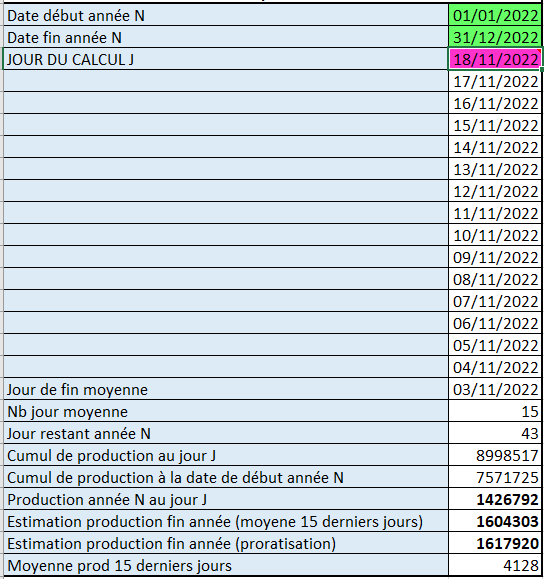 Date début année N 01/01/2022
Date fin année N 31/12/2022
JOUR DU CALCUL J 18/11/2022
17/11/2022
16/11/2022
15/11/2022
14/11/2022
13/11/2022
12/11/2022
11/11/2022
10/11/2022
09/11/2022
08/11/2022
07/11/2022
06/11/2022
05/11/2022
04/11/2022
Jour de fin moyenne 03/11/2022
Nb jour moyenne 15
Jour restant année N 43
Cumul de production au jour J 8998517
Cumul de production à la date de début année N 7571725
Production année N au jour J 1426792
Estimation production fin année (moyene 15 derniers jours) 1604303
Estimation production fin année (proratisation) 1617920
Moyenne prod 15 derniers jours 4128